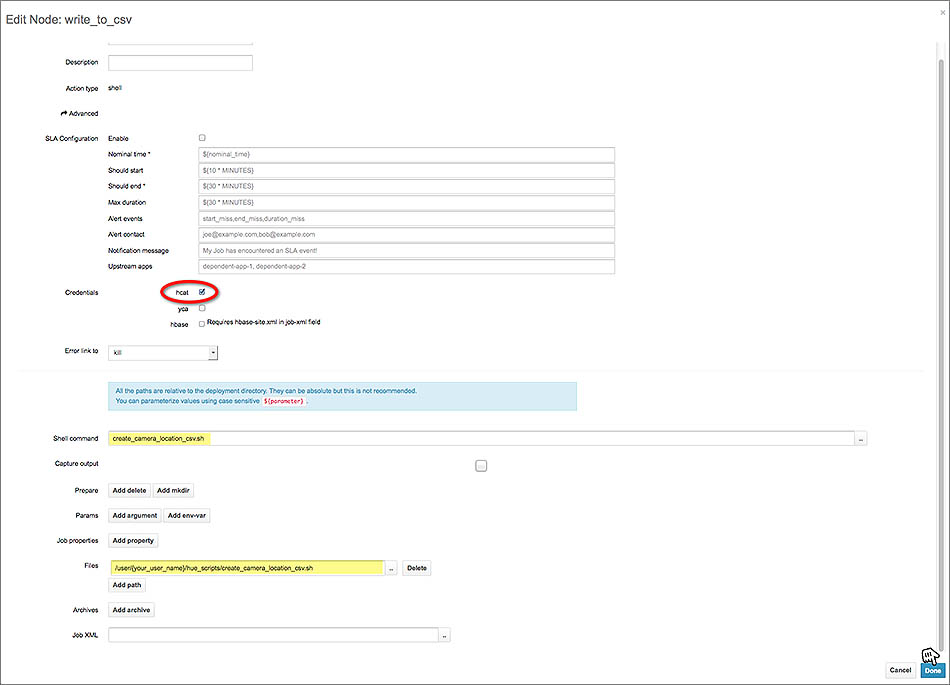 Edit Node: write_to_csv
×
Description
Action type shell
Advanced
SLA Configuration Enable
Nominal time * ${nominal_time}
Should start ${10 * MINUTES}
Should end * ${30 * MINUTES}
Max duration ${30 * MINUTES}
Alert events start_miss,end_miss,duration_miss
Alert contact joe@example.com,bob@example.com
Notification message My Job has encountered an SLA event!
Upstream apps dependent-app-1, dependent-app-2
Credentials hcat
yca
hbase Requires hbase-site.xml in job-xml field
Error link to kill
All the paths are relative to the deployment directory. They can be absolute but this is not recommended.
You can parameterize values using case sensitive ${parameter} .
Shell command create_camera_location_csv.sh ..
Capture output
Prepare Add delete Add mkdir
Params Add argument Add env-var
Job properties Add property
Files /user/{your_user_name}/hue_scripts/create_camera_location_csv.sh .. Delete
Add path
Archives Add archive
Job XML ..
Cancel Done